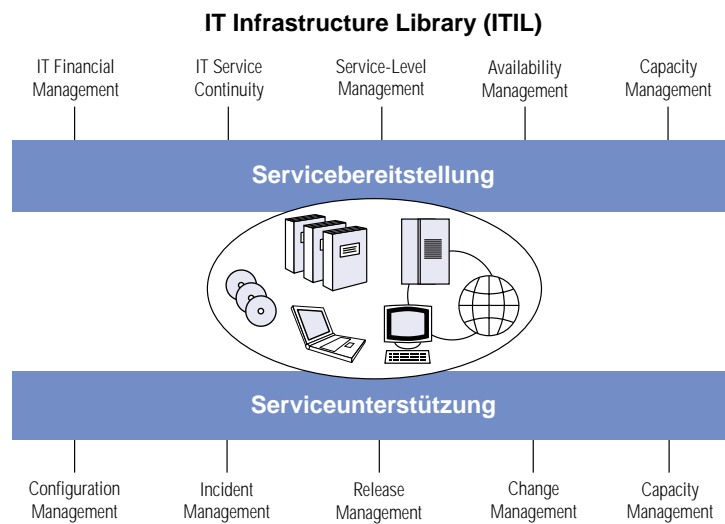 IT Infrastructure Library (ITIL)
IT Financial
Management
IT Service
Continuity
Service-Level
Management
Availability
Management
Capacity
Management
Servicebereitstellung
Serviceunterstützung
Configuration
Management
Incident
Management
Release
Management
Change
Management
Capacity
Management